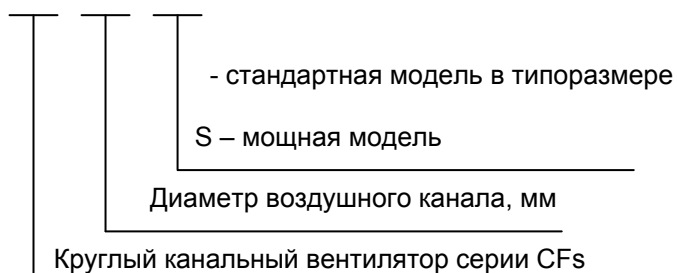 - стандартная модель в типоразмере
S – мощная модель
Диаметр воздушного канала, мм
Круглый канальный вентилятор серии CFs